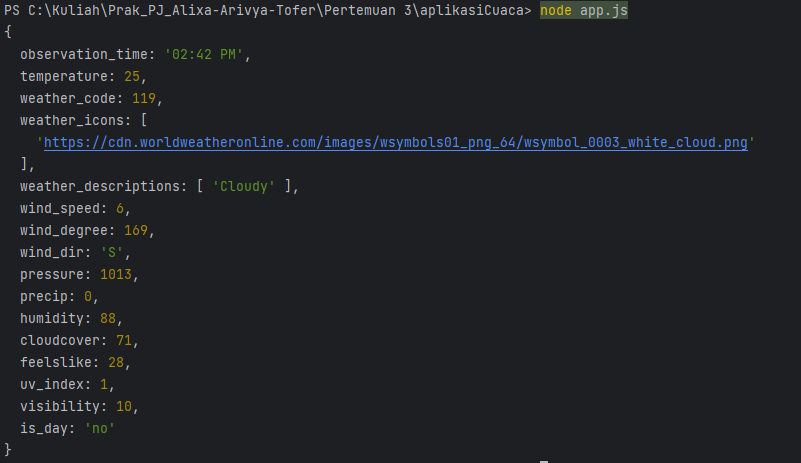 PS C:\Kuliah\Prak_PJ_Alixa-Arivya-Tofer\Pertemuan 3\aplikasiCuaca> node app.js
{
  observation_time: '02:42 PM',
  temperature: 25,
  weather_code: 119,
  weather_icons: [
    'https://cdn.worldweatheronline.com/images/wsymbols01_png_64/wsymbol_0003_white_cloud.png'
  ],
  weather_descriptions: [ 'Cloudy' ],
  wind_speed: 6,
  wind_degree: 169,
  wind_dir: 'S',
  pressure: 1013,
  precip: 0,
  humidity: 88,
  cloudcover: 71,
  feelslike: 28,
  uv_index: 1,
  visibility: 10,
  is_day: 'no'
}